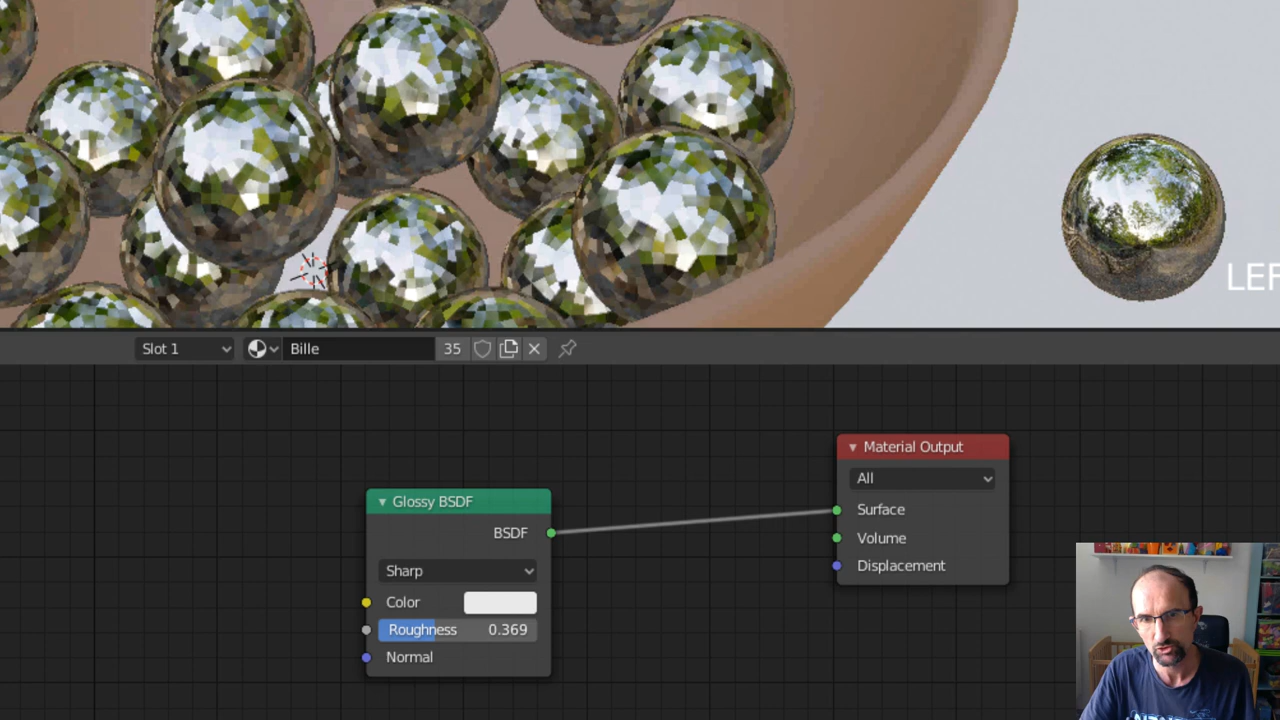 LEF
Slot 1
Bille
35
Material Output
All
Surface
Volume
Displacement
Glossy BSDF
BSDF
Sharp
Color
Roughness 0.369
Normal